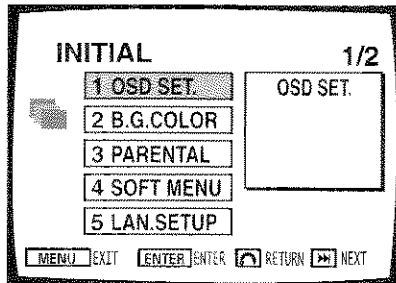 INITIAL 1/2
1 OSD SET. OSD SET.
2 B.G.COLOR
3 PARENTAL
4 SOFT MENU
5 LAN.SETUP
MENU EXIT ENTER ENTER RETURN NEXT